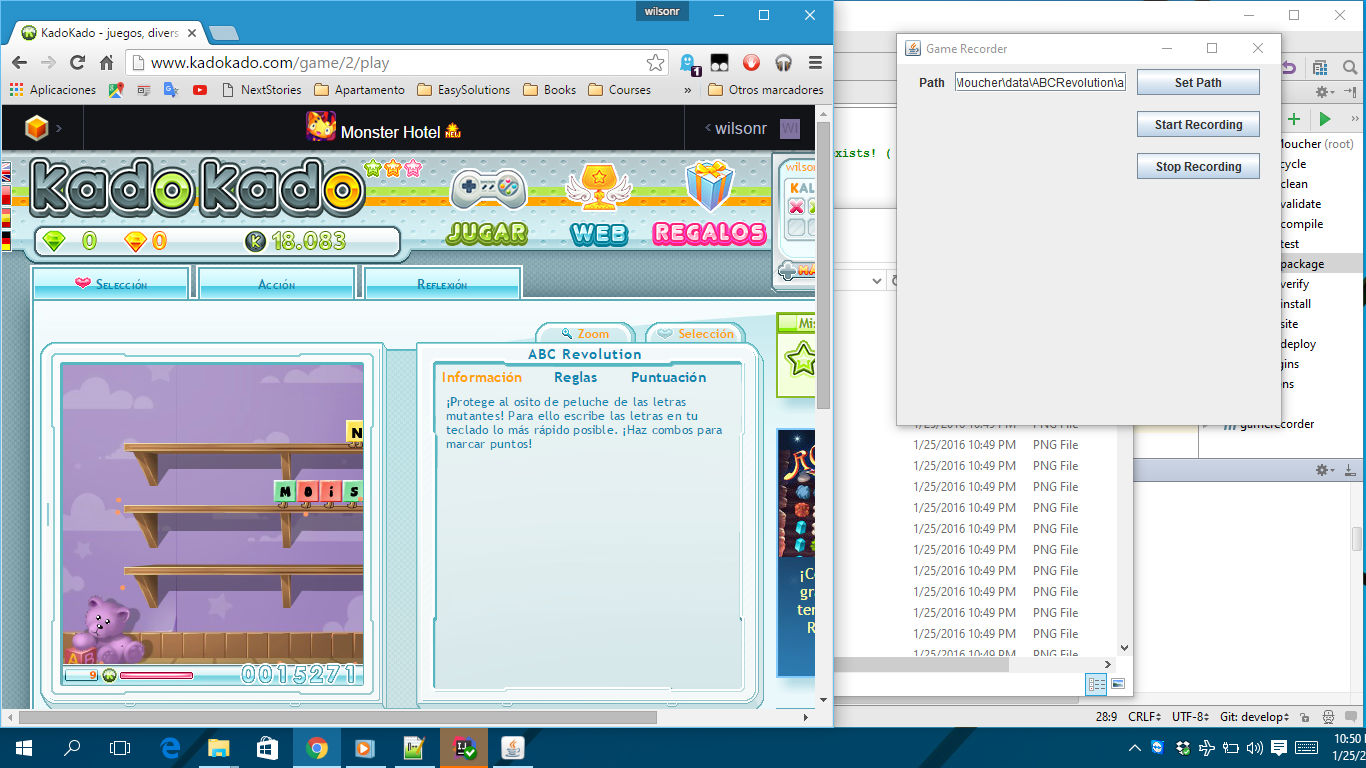 wilsonr
KadoKado - juegos, divers
www.kadokado.com/game/2/play
1
Aplicaciones
NextStories
Apartamento
EasySolutions
Books
Courses
»
Otros marcadores
Monster Hotel NEW
wilsonr
WI
KadoKado
0
0
K 18.083
JUGAR
WEB
REGALOS
wilsonr
KAL
Selección
Acción
Reflexión
Zoom
Selección
ABC Revolution
Información
Reglas
Puntuación
¡Protege al osito de peluche de las letras
mutantes! Para ello escribe las letras en tu
teclado lo más rápido posible. ¡Haz combos para
marcar puntos!
N
M O i S
A B
9
0015271
Mis
¡Co
gra
ten
R
Game Recorder
Path
Moucher\data\ABCRevolution\a
Set Path
Start Recording
Stop Recording
xists! (
Moucher (root)
cycle
clean
validate
compile
test
package
verify
install
site
deploy
gins
ns
gamerecorder
1/25/2016 10:49 PM PNG File
1/25/2016 10:49 PM PNG File
1/25/2016 10:49 PM PNG File
1/25/2016 10:49 PM PNG File
1/25/2016 10:49 PM PNG File
1/25/2016 10:49 PM PNG File
1/25/2016 10:49 PM PNG File
1/25/2016 10:49 PM PNG File
1/25/2016 10:49 PM PNG File
1/25/2016 10:49 PM PNG File
1/25/2016 10:49 PM PNG File
1/25/2016 10:49 PM PNG File
28:9 CRLF UTF-8 Git: develop
10:50
1/25/2